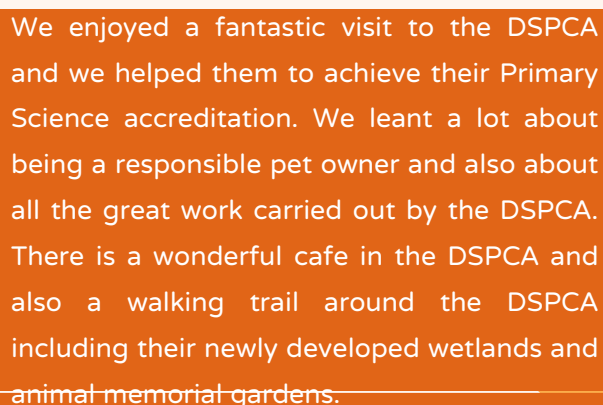 We enjoyed a fantastic visit to the DSPCA
and we helped them to achieve their Primary
Science accreditation. We leant a lot about
being a responsible pet owner and also about
all the great work carried out by the DSPCA.
There is a wonderful cafe in the DSPCA and
also a walking trail around the DSPCA
including their newly developed wetlands and
animal memorial gardens.